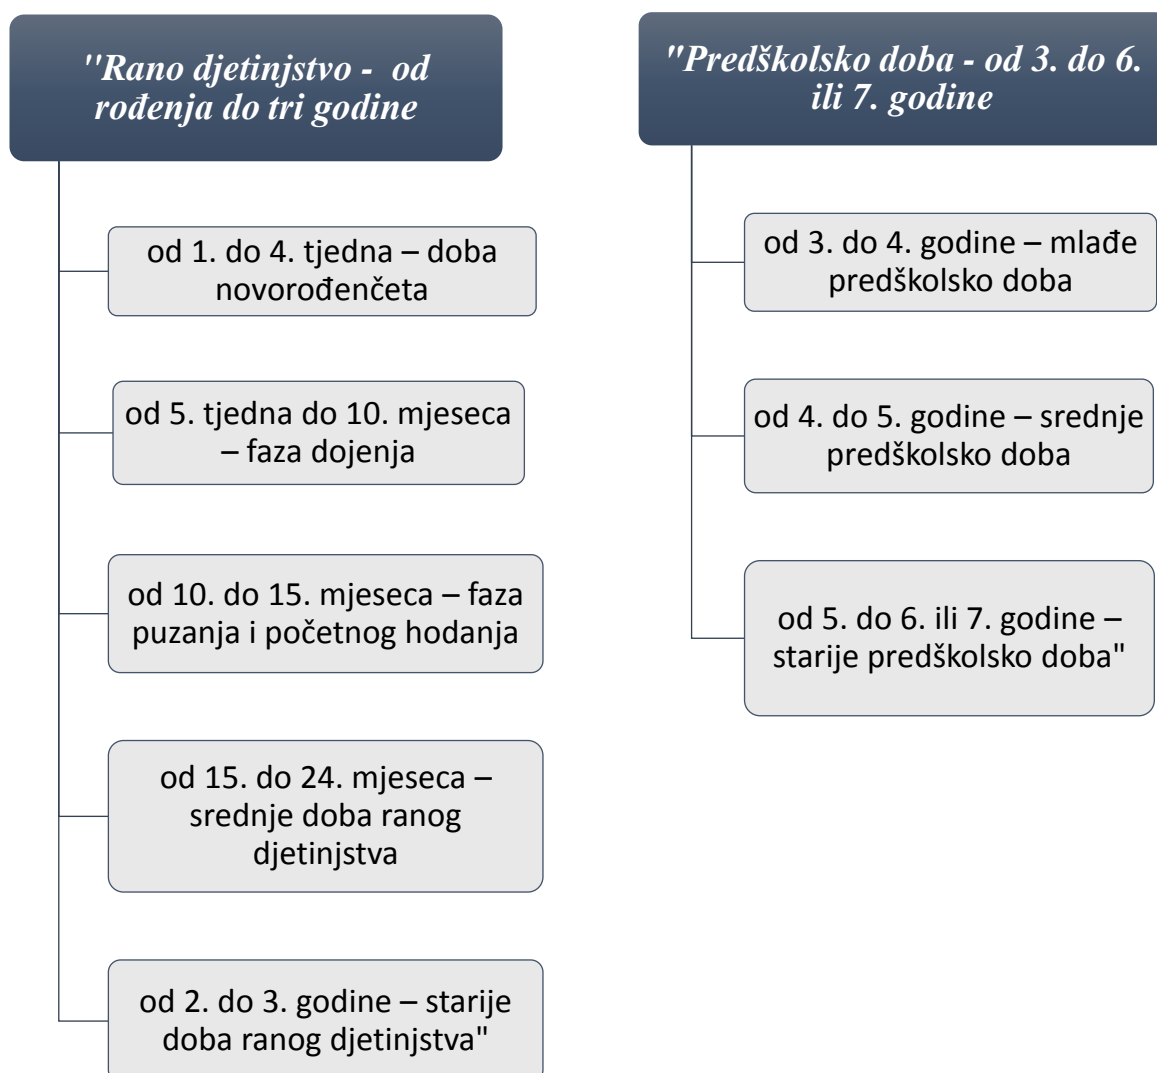 ''Rano djetinjstvo - od
rođenja do tri godine
od 1. do 4. tjedna – doba
novorođenčeta
od 5. tjedna do 10. mjeseca
– faza dojenja
od 10. do 15. mjeseca – faza
puzanja i početnog hodanja
od 15. do 24. mjeseca –
srednje doba ranog
djetinjstva
od 2. do 3. godine – starije
doba ranog djetinjstva"
"Predškolsko doba - od 3. do 6.
ili 7. godine
od 3. do 4. godine – mlađe
predškolsko doba
od 4. do 5. godine – srednje
predškolsko doba
od 5. do 6. ili 7. godine –
starije predškolsko doba"